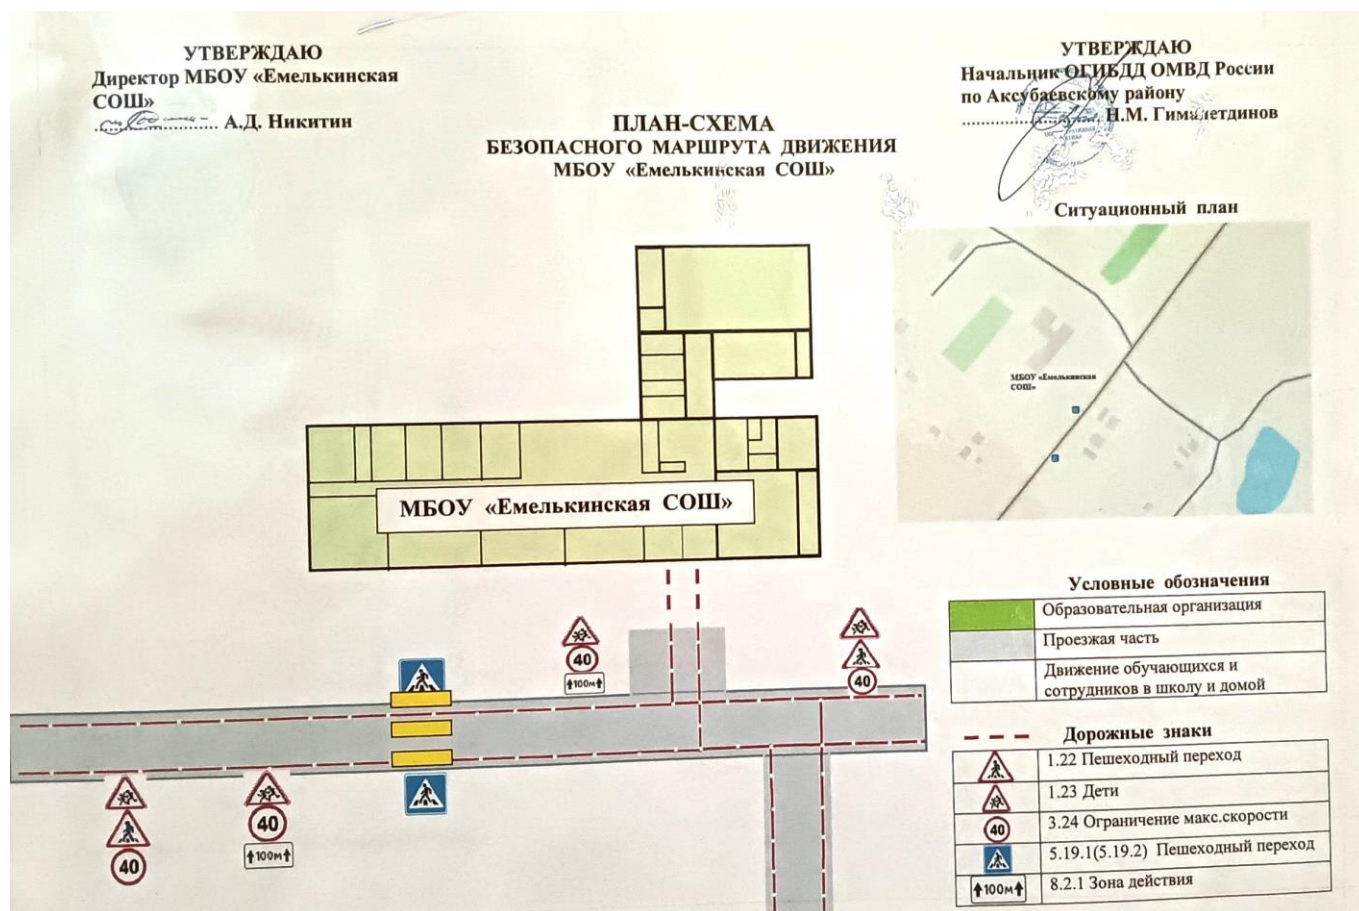 УТВЕРЖДАЮ
Директор МБОУ «Емелькинская
СОШ»
А.Д. Никитин
УТВЕРЖДАЮ
Начальник ОГИБДД ОМВД России
по Аксубаевскому району
Н.М. Гималетдинов
ПЛАН-СХЕМА
БЕЗОПАСНОГО МАРШРУТА ДВИЖЕНИЯ
МБОУ «Емелькинская СОШ»
Ситуационный план
МБОУ «Емелькинская
СОШ»
МБОУ «Емелькинская СОШ»
Условные обозначения
Образовательная организация
Проезжая часть
Движение обучающихся и
сотрудников в школу и домой
40
100м
40
40
100м
40
Дорожные знаки
1.22 Пешеходный переход
1.23 Дети
40 3.24 Ограничение макс.скорости
5.19.1(5.19.2) Пешеходный переход
100м 8.2.1 Зона действия